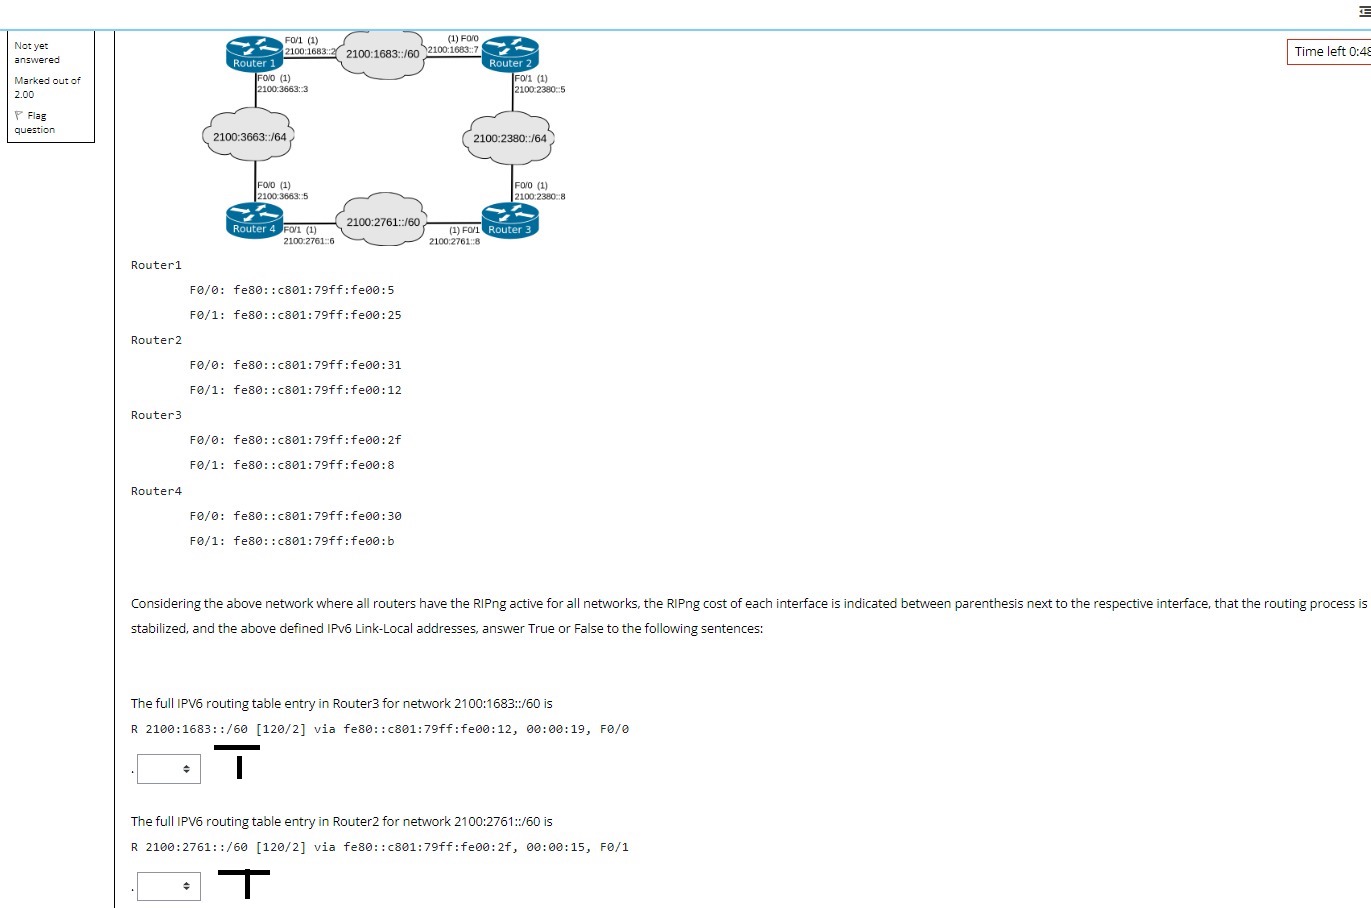 Not yet
answered
Marked out of
2.00
Flag
question
Time left 0:48
F0/1 (1)
2100:1683::2
2100:1683::/60
(1) F0/0
2100:1683::7
Router 1
Router 2
F0/0 (1)
2100:3663::3
F0/1 (1)
2100:2380::5
2100:3663::/64
2100:2380::/64
F0/0 (1)
2100:3663::5
F0/0 (1)
2100:2380::8
Router 4
F0/1 (1)
2100:2761::6
2100:2761::/60
(1) F0/1
2100:2761::8
Router 3
Router1
F0/0: fe80::c801:79ff:fe00:5
F0/1: fe80::c801:79ff:fe00:25
Router2
F0/0: fe80::c801:79ff:fe00:31
F0/1: fe80::c801:79ff:fe00:12
Router3
F0/0: fe80::c801:79ff:fe00:2f
F0/1: fe80::c801:79ff:fe00:8
Router4
F0/0: fe80::c801:79ff:fe00:30
F0/1: fe80::c801:79ff:fe00:b
Considering the above network where all routers have the RIPng active for all networks, the RIPng cost of each interface is indicated between parenthesis next to the respective interface, that the routing process is
stabilized, and the above defined IPv6 Link-Local addresses, answer True or False to the following sentences:
The full IPV6 routing table entry in Router3 for network 2100:1683::/60 is
R 2100:1683::/60 [120/2] via fe80::c801:79ff:fe00:12, 00:00:19, F0/0
. T
The full IPV6 routing table entry in Router2 for network 2100:2761::/60 is
R 2100:2761::/60 [120/2] via fe80::c801:79ff:fe00:2f, 00:00:15, F0/1
. T